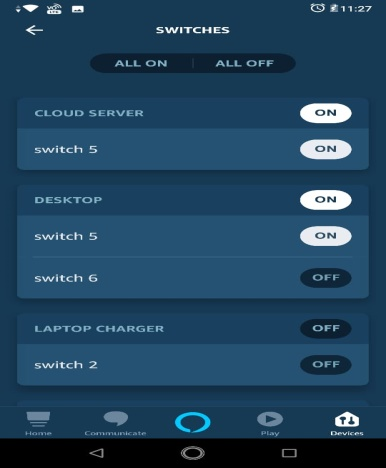 11:27
SWITCHES
ALL ON ALL OFF
CLOUD SERVER ON
switch 5 ON
DESKTOP ON
switch 5 ON
switch 6 OFF
LAPTOP CHARGER OFF
switch 2 OFF
Home Communicate Play Devices